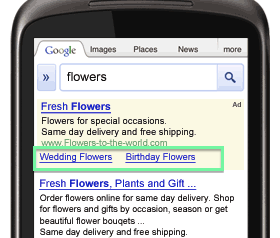 Google Images Places News more
» flowers
Fresh Flowers Ad
Flowers for special occasions.
Same day delivery and free shipping.
www.Flowers-to-the-world.com
Wedding Flowers Birthday Flowers
Fresh Flowers, Plants and Gift ...
Order flowers online for same day delivery. Shop
for flowers and gifts by occasion, season or get
beautiful flower bouqets ...
Same day delivery and free shipping.